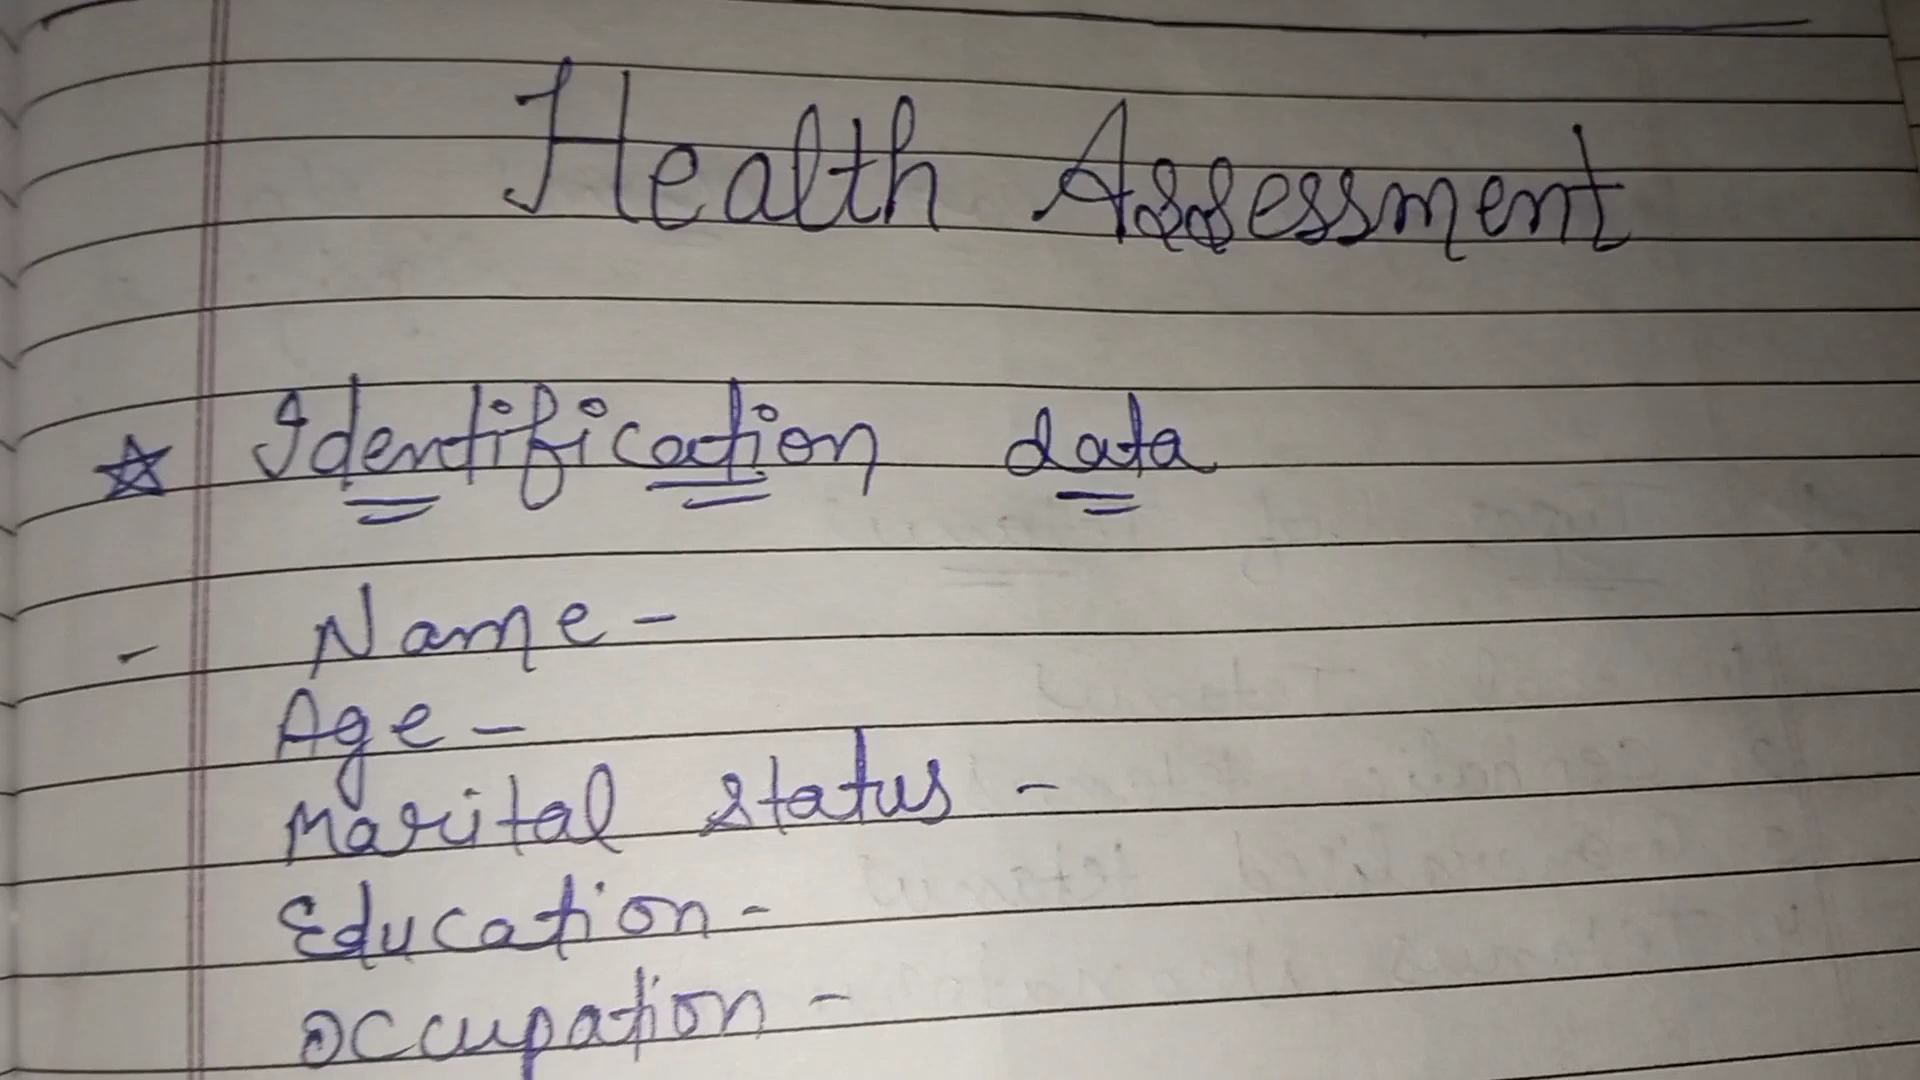 Health Assessment
☆ Identification data
- Name -
Age -
Marital status -
Education -
Occupation -